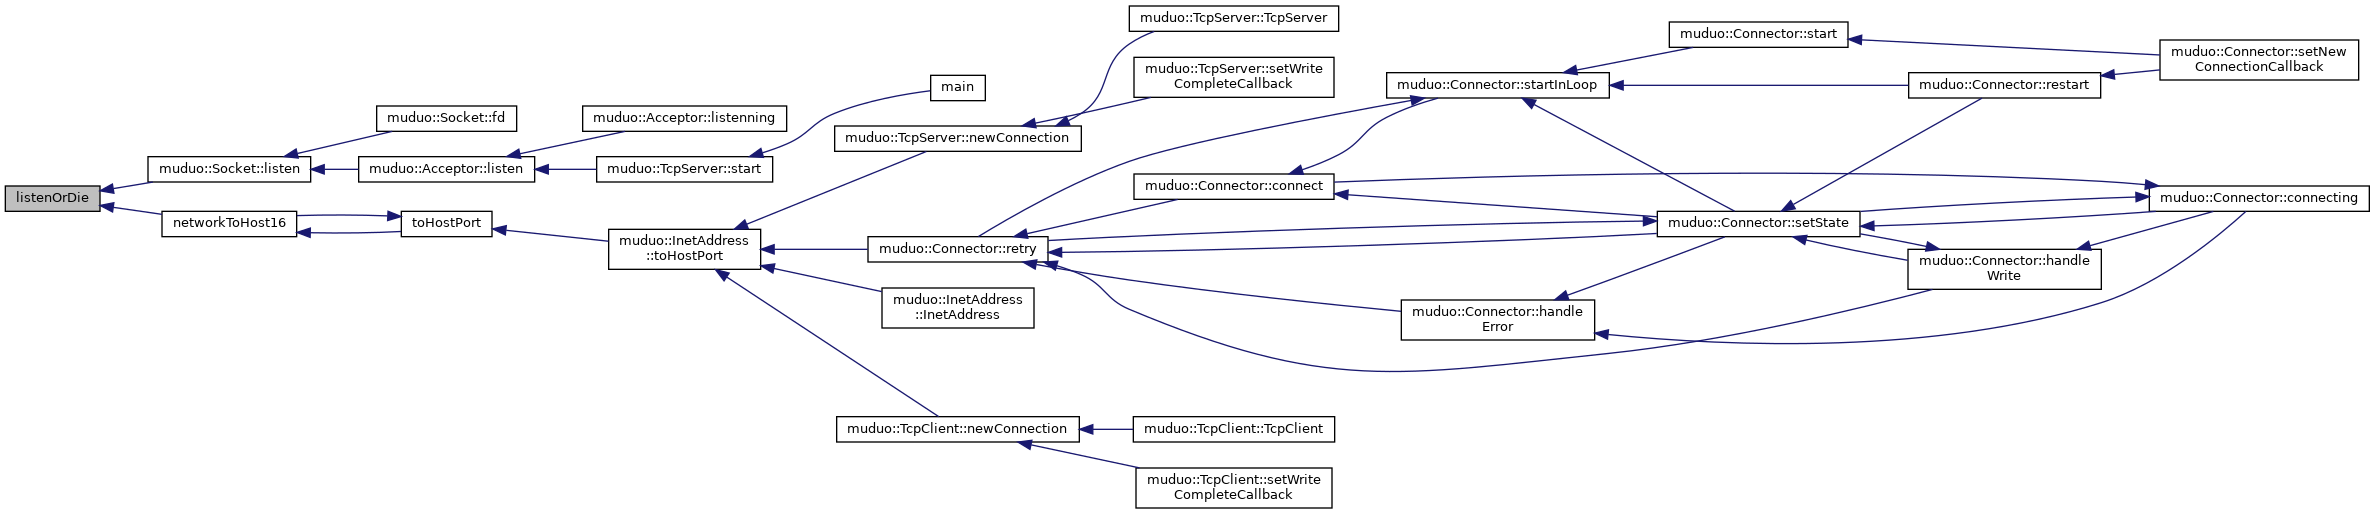 listenOrDie
muduo::Socket::listen
networkToHost16
muduo::Socket::fd
muduo::Acceptor::listen
toHostPort
muduo::Acceptor::listenning
muduo::TcpServer::start
muduo::InetAddress
::toHostPort
main
muduo::TcpServer::newConnection
muduo::Connector::retry
muduo::InetAddress
::InetAddress
muduo::TcpClient::newConnection
muduo::TcpServer::TcpServer
muduo::TcpServer::setWrite
CompleteCallback
muduo::Connector::connect
muduo::TcpClient::TcpClient
muduo::TcpClient::setWrite
CompleteCallback
muduo::Connector::startInLoop
muduo::Connector::handle
Error
muduo::Connector::start
muduo::Connector::setState
muduo::Connector::restart
muduo::Connector::handle
Write
muduo::Connector::setNew
ConnectionCallback
muduo::Connector::connecting